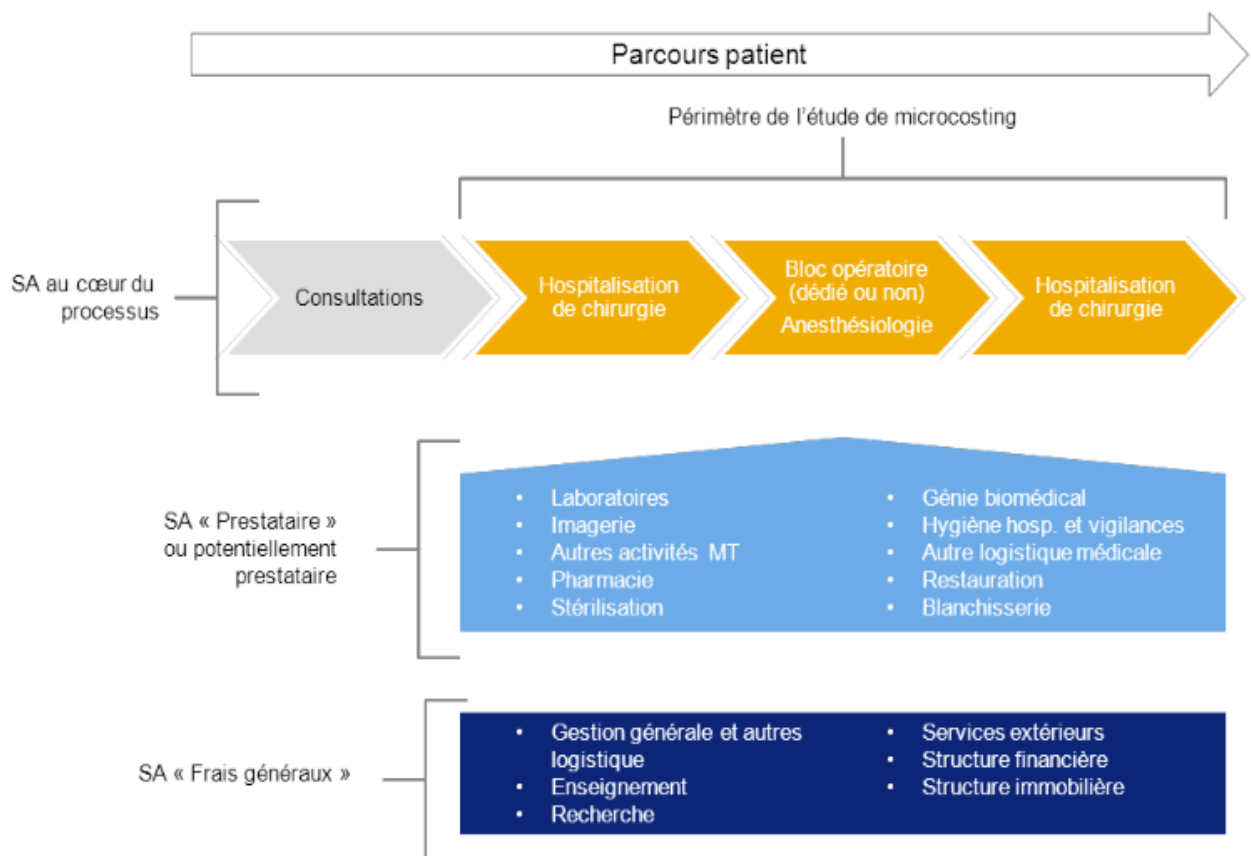 Parcours patient
Périmètre de l'étude de microcosting
SA au cœur du
processus
Consultations
Hospitalisation
de chirurgie
Bloc opératoire
(dédié ou non)
Anesthésiologie
Hospitalisation
de chirurgie
SA « Prestataire »
ou potentiellement
prestataire
• Laboratoires
• Imagerie
• Autres activités MT
• Pharmacie
• Stérilisation
• Génie biomédical
• Hygiène hosp. et vigilances
• Autre logistique médicale
• Restauration
• Blanchisserie
SA « Frais généraux »
• Gestion générale et autres
logistique
• Enseignement
• Recherche
• Services extérieurs
• Structure financière
• Structure immobilière